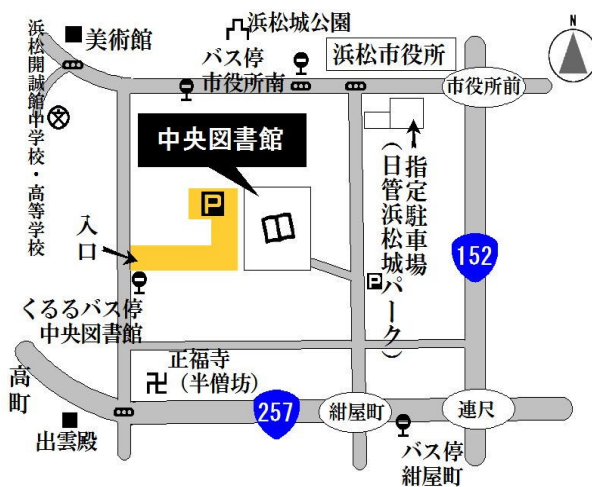 美術館
浜松城公園
浜松開誠館中学校・高等学校
バス停
市役所南
浜松市役所
N
市役所前
中央図書館
P
入口
指定駐車場
(日管浜松城パーク)
P
152
くるるバス停
中央図書館
正福寺
(半僧坊)
高町
257
紺屋町
連尺
出雲殿
バス停
紺屋町